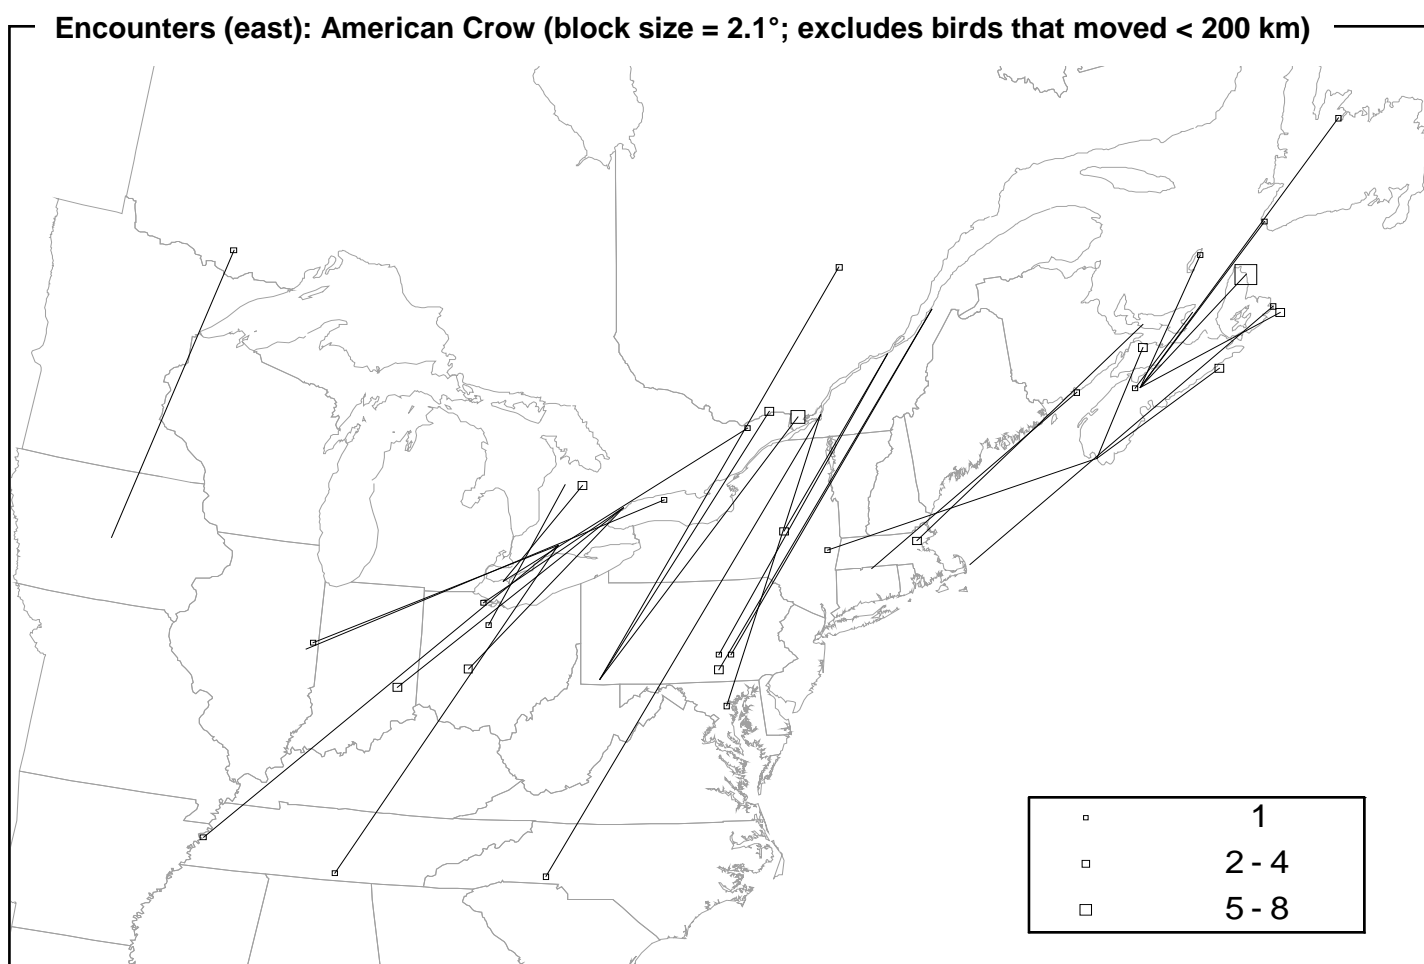 Encounters (east): American Crow (block size = 2.1°; excludes birds that moved < 200 km)
1
2 - 4
5 - 8